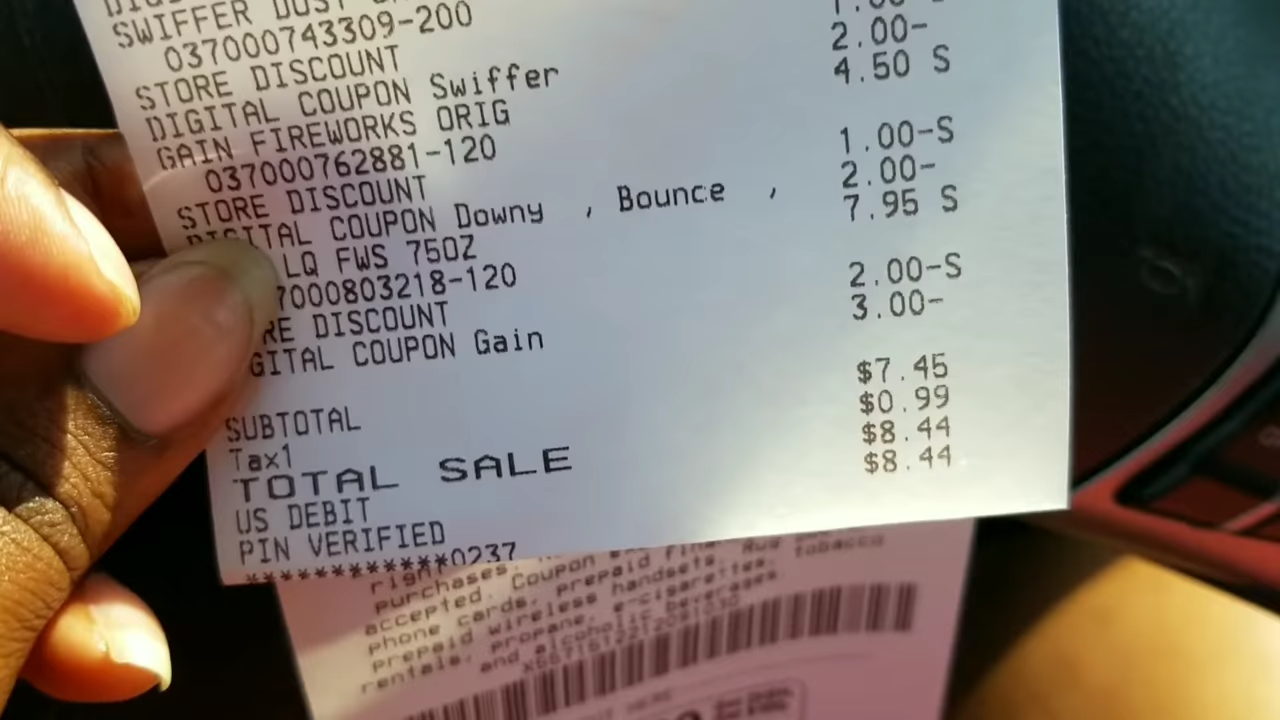 SWIFFER DUST
037000743309-200 2.00-
STORE DISCOUNT 4.50 S
DIGITAL COUPON Swiffer
GAIN FIREWORKS ORIG 1.00-S
037000762881-120 2.00-
STORE DISCOUNT 7.95 S
DIGITAL COUPON Downy , Bounce ,
LQ FWS 75OZ 2.00-S
7000803218-120 3.00-
RE DISCOUNT
GITAL COUPON Gain $7.45
$0.99
SUBTOTAL $8.44
Tax1 $8.44
TOTAL SALE
US DEBIT
PIN VERIFIED
************0237
right
purchases.
accepted. Coupon
phone cards, prepaid
prepaid wireless handsets, tobacco
rentals, propane, e-cigarettes,
and alcoholic beverages